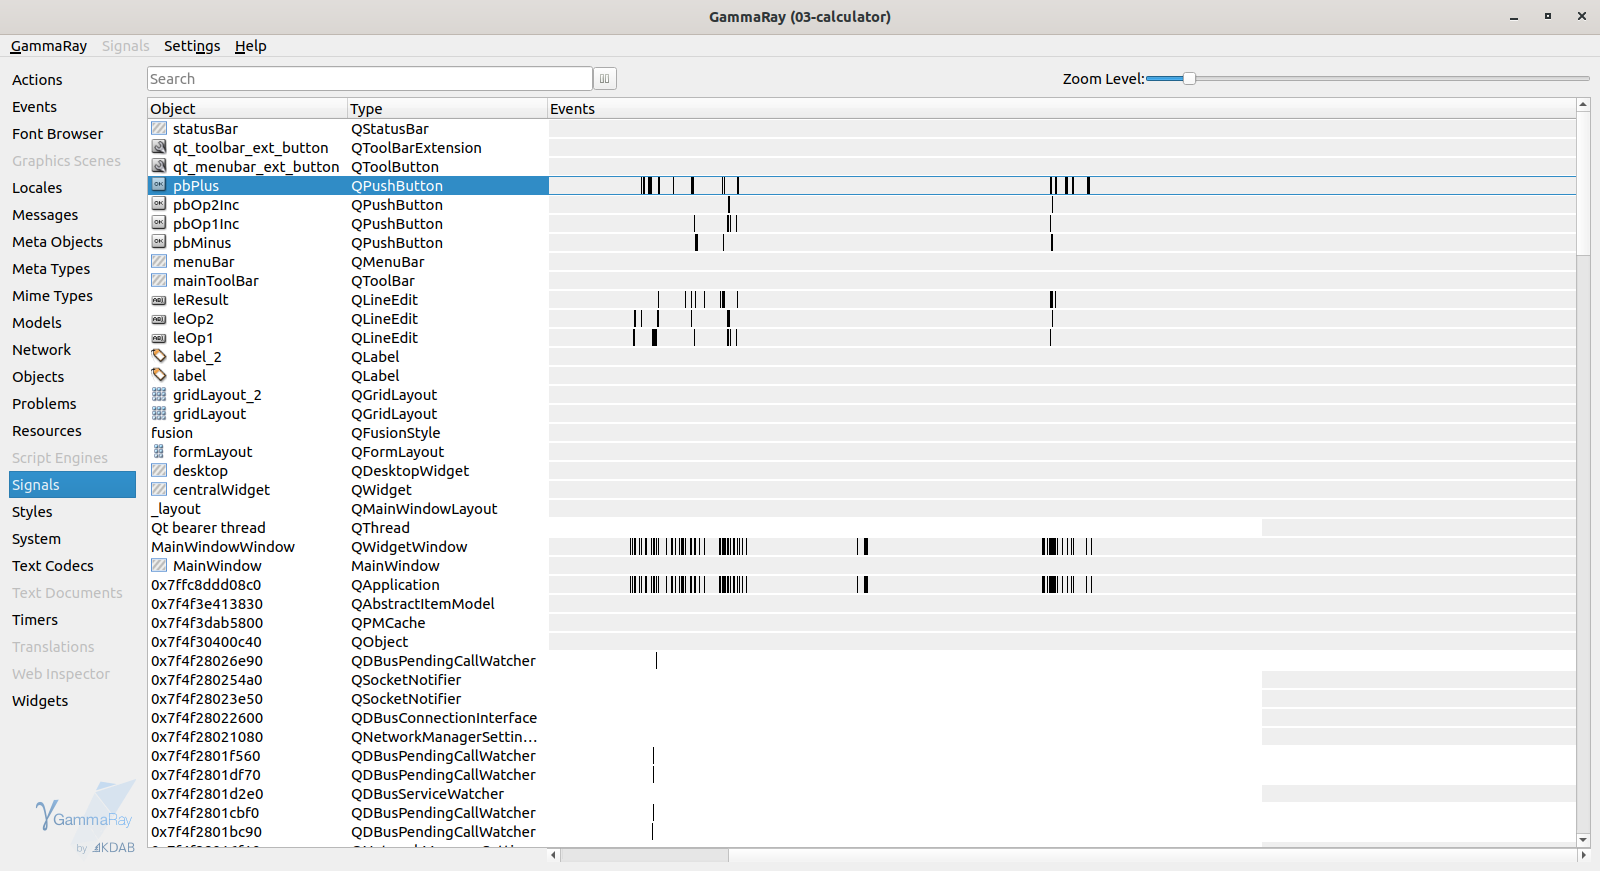 GammaRay (03-calculator)
GammaRay Signals Settings Help
Actions
Events
Font Browser
Graphics Scenes
Locales
Messages
Meta Objects
Meta Types
Mime Types
Models
Network
Objects
Problems
Resources
Script Engines
Signals
Styles
System
Text Codecs
Text Documents
Timers
Translations
Web Inspector
Widgets
GammaRay
by KDAB
Search
Zoom Level:
Object Type Events
statusBar QStatusBar
qt_toolbar_ext_button QToolBarExtension
qt_menubar_ext_button QToolButton
pbPlus QPushButton
pbOp2Inc QPushButton
pbOp1Inc QPushButton
pbMinus QPushButton
menuBar QMenuBar
mainToolBar QToolBar
leResult QLineEdit
leOp2 QLineEdit
leOp1 QLineEdit
label_2 QLabel
label QLabel
gridLayout_2 QGridLayout
gridLayout QGridLayout
fusion QFusionStyle
formLayout QFormLayout
desktop QDesktopWidget
centralWidget QWidget
_layout QMainWindowLayout
Qt bearer thread QThread
MainWindowWindow QWidgetWindow
MainWindow MainWindow
0x7ffc8ddd08c0 QApplication
0x7f4f3e413830 QAbstractItemModel
0x7f4f3dab5800 QPMCache
0x7f4f30400c40 QObject
0x7f4f28026e90 QDBusPendingCallWatcher
0x7f4f280254a0 QSocketNotifier
0x7f4f28023e50 QSocketNotifier
0x7f4f28022600 QDBusConnectionInterface
0x7f4f28021080 QNetworkManagerSettin...
0x7f4f2801f560 QDBusPendingCallWatcher
0x7f4f2801df70 QDBusPendingCallWatcher
0x7f4f2801d2e0 QDBusServiceWatcher
0x7f4f2801cbf0 QDBusPendingCallWatcher
0x7f4f2801bc90 QDBusPendingCallWatcher